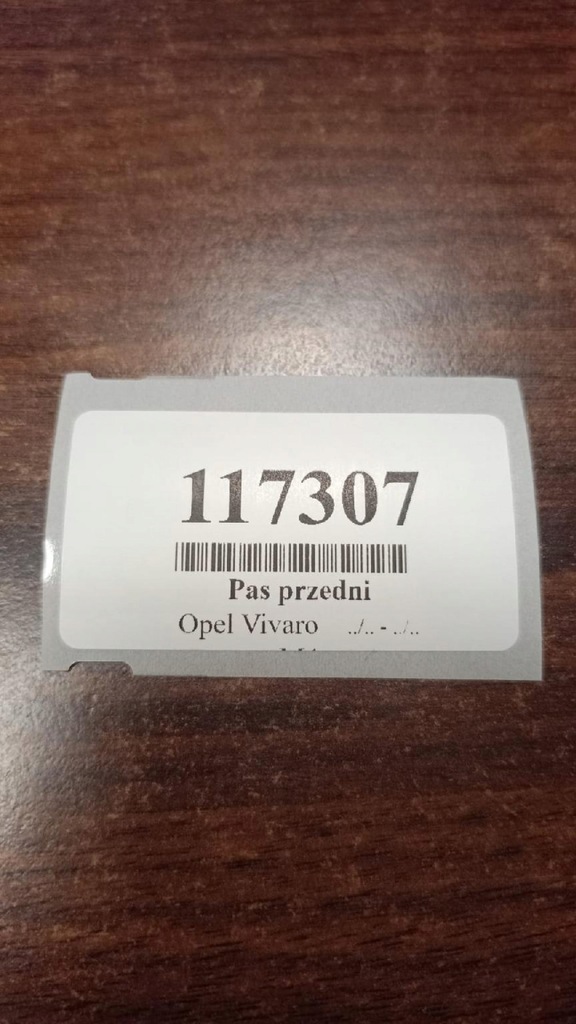 117307
Pas przedni
Opel Vivaro ../.. - ../..